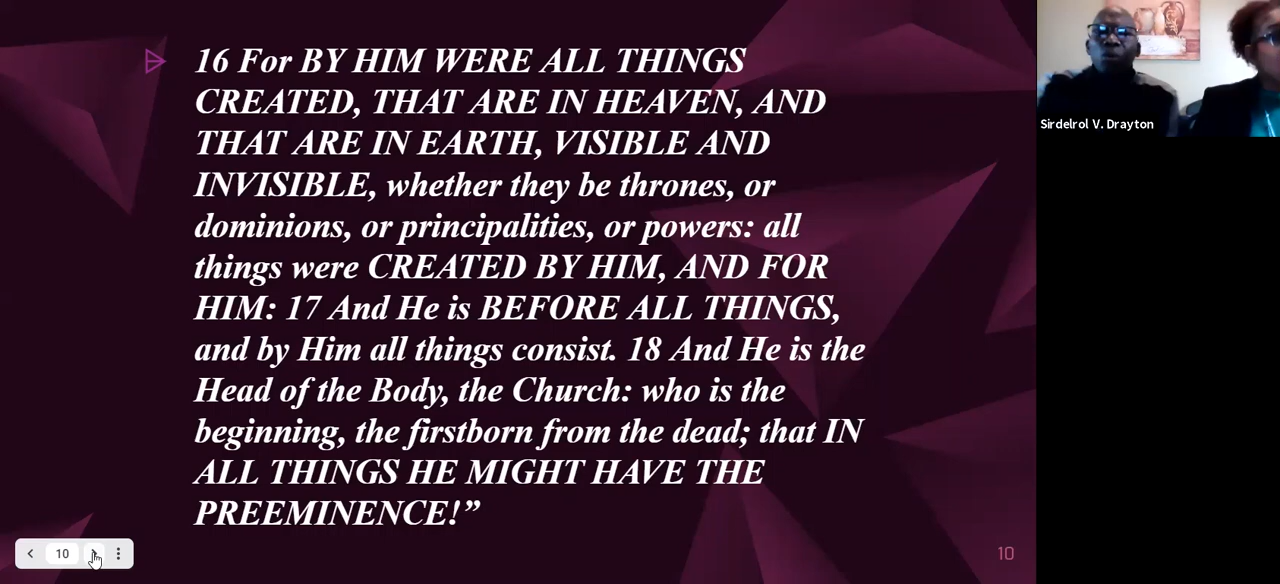 16 For BY HIM WERE ALL THINGS
CREATED, THAT ARE IN HEAVEN, AND
THAT ARE IN EARTH, VISIBLE AND
INVISIBLE, whether they be thrones, or
dominions, or principalities, or powers: all
things were CREATED BY HIM, AND FOR
HIM: 17 And He is BEFORE ALL THINGS,
and by Him all things consist. 18 And He is the
Head of the Body, the Church: who is the
beginning, the firstborn from the dead; that IN
ALL THINGS HE MIGHT HAVE THE
PREEMINENCE!”
10
10
Sirdelrol V. Drayton